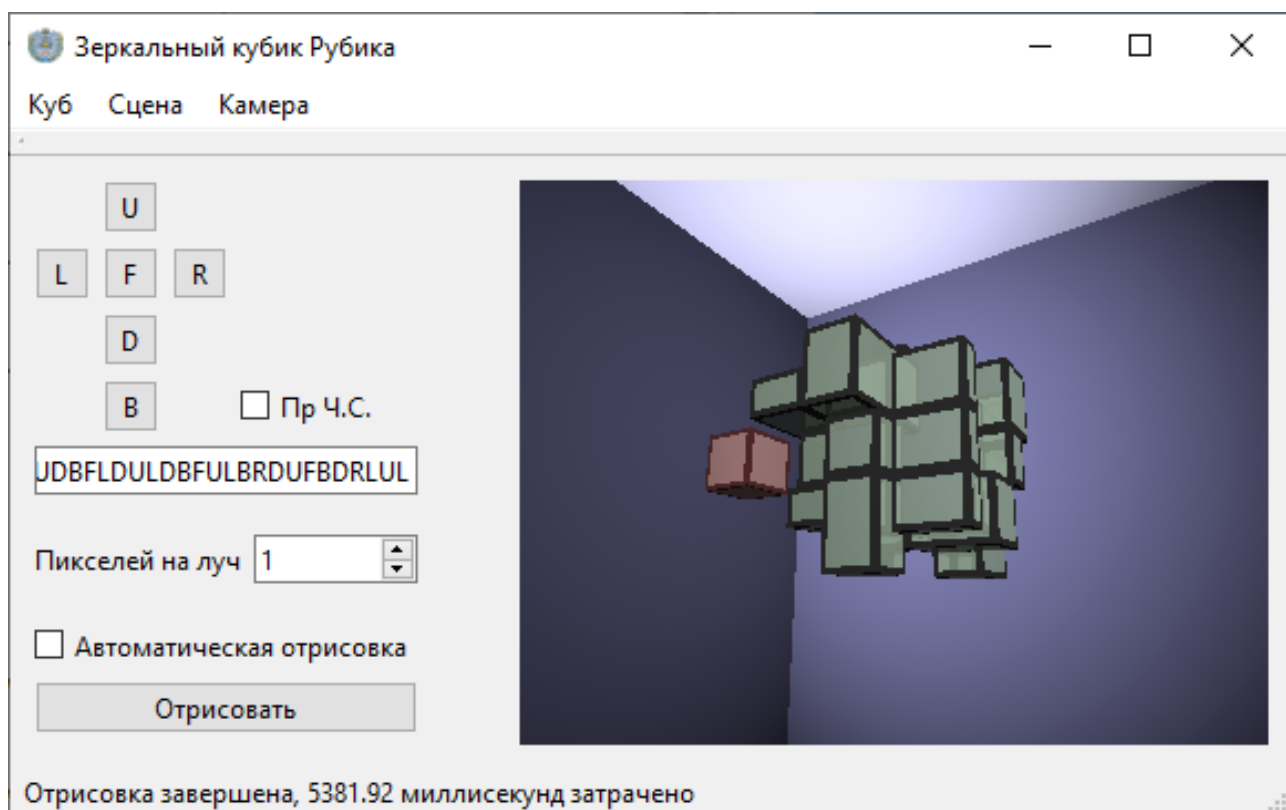 Зеркальный кубик Рубика
Куб Сцена Камера
U
L F R
D
B Пр Ч.С.
UDBFLDULDBFULBRDUFBDRLUL
Пикселей на луч 1
Автоматическая отрисовка
Отрисовать
Отрисовка завершена, 5381.92 миллисекунд затрачено